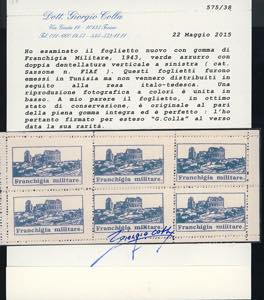 575/38
Dott. Giorgio Colla
22 Maggio 2015
Ho esaminato il foglietto nuovo con gomma di
Franchigia Militare, 1943, verde azzurro con
doppia dentellatura verticale a sinistra ( cat.
Sassone n. F1Af ). Questi foglietti furono
emessi in Tunisia ma non vennero distribuiti in
seguito alla resa italo-tedesca. Una
riproduzione fotografica a colori è unita in
basso. A mio parere il foglietto, in ottimo
stato di conservazione, è originale al pari
della piena gomma integra ed è perfetto : l'ho
pertanto firmato per esteso "G.Colla" al verso
data la sua rarità.
Franchigia militare. Franchigia militare. Franchigia militare.
Franchigia militare. Franchigia militare. Franchigia militare.
Giorgio Colla